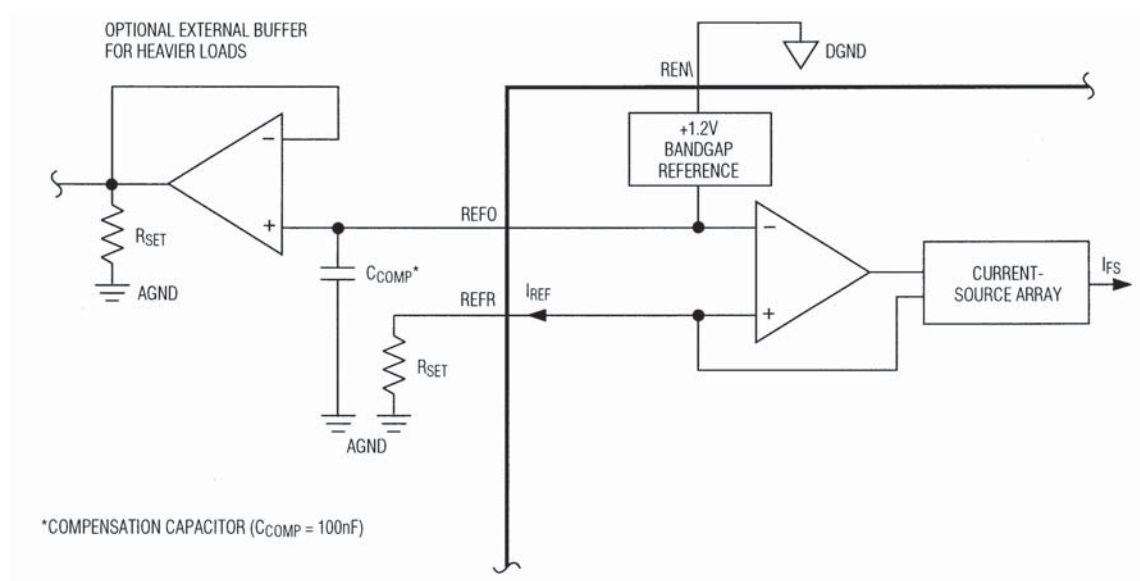 OPTIONAL EXTERNAL BUFFER
FOR HEAVIER LOADS
DGND
REN\
+1.2V
BANDGAP
REFERENCE
REFO
RSET
AGND
CCOMP*
REFR
IREF
RSET
AGND
CURRENT-
SOURCE ARRAY
IFS
*COMPENSATION CAPACITOR (CCOMP = 100nF)